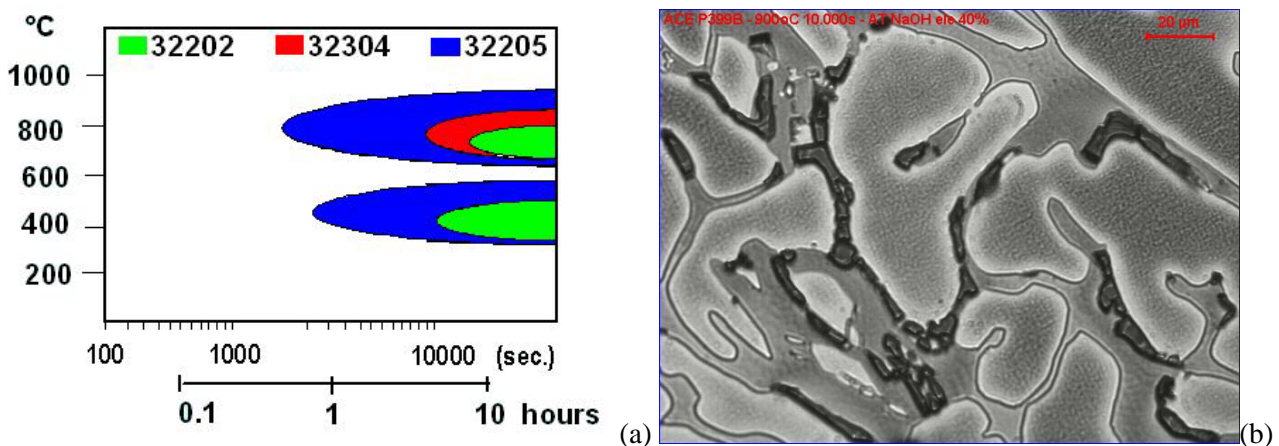 °C
32202 32304 32205
1000
800
600
400
200
100 1000 10000 (sec.)
0.1 1 10 hours
(a)
ACE P399B - 900oC 10.000s - AT NaOH ele 40%
20 µm
(b)